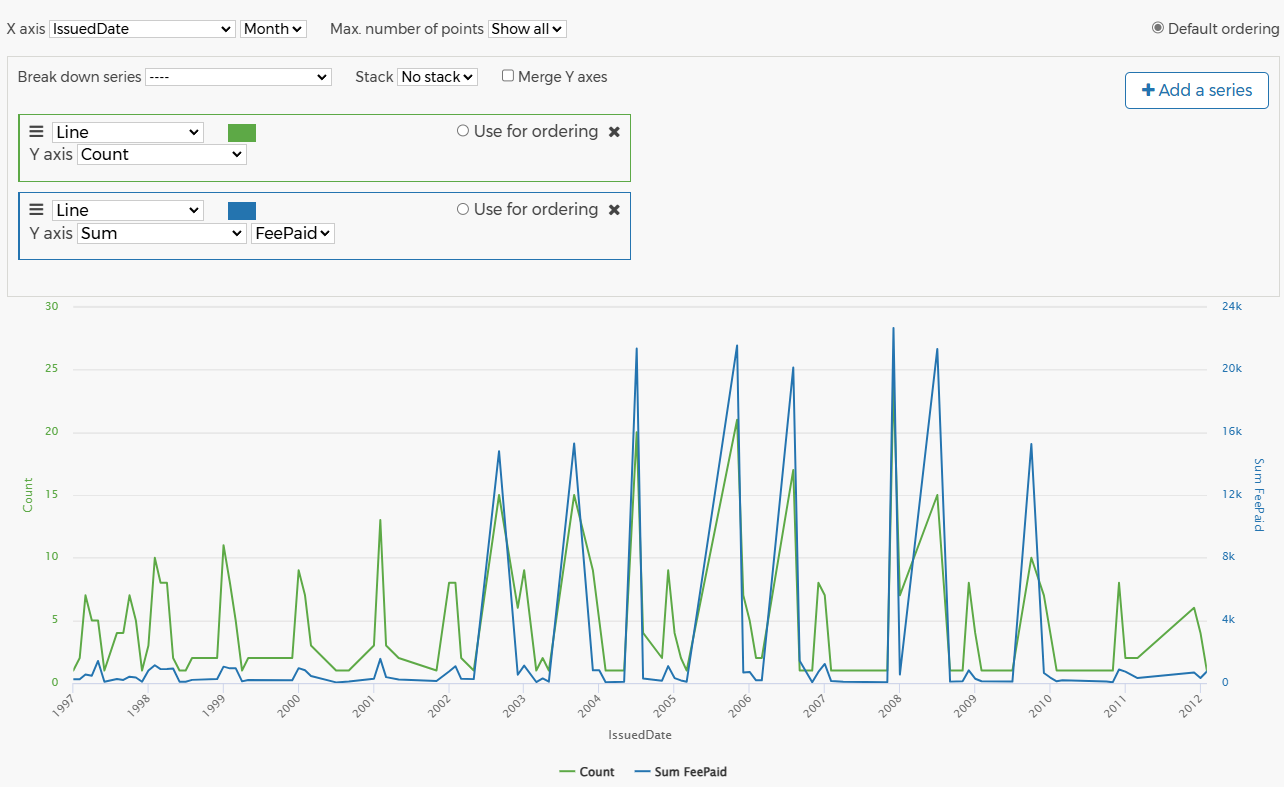 X axis IssuedDate Month Max. number of points Show all Default ordering
Break down series ---- Stack No stack Merge Y axes
+ Add a series
Line Use for ordering
Y axis Count
Line Use for ordering
Y axis Sum FeePaid
30 24k
25 20k
20 16k
15 12k
10 8k
5 4k
0 0
Count
Sum FeePaid
1997 1998 1999 2000 2001 2002 2003 2004 2005 2006 2007 2008 2009 2010 2011 2012
IssuedDate
Count Sum FeePaid